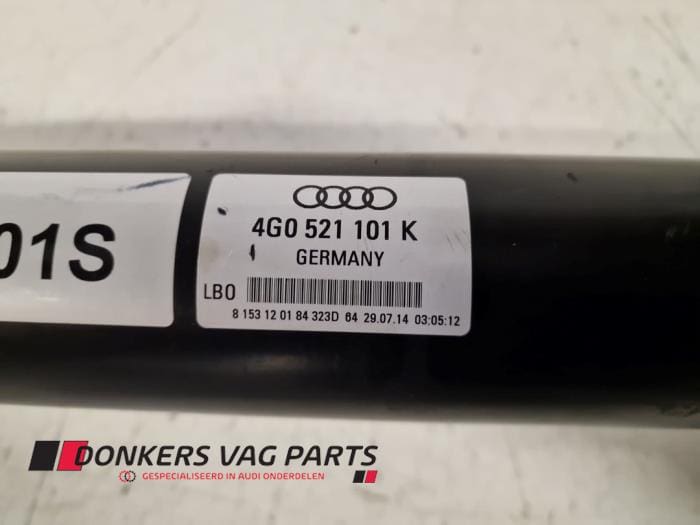 01S
4G0 521 101 K
GERMANY
LB0
8 153 12 01 84 323D 64 29.07.14 03:05:12
DONKERS VAG PARTS
GESPECIALISEERD IN AUDI ONDERDELEN